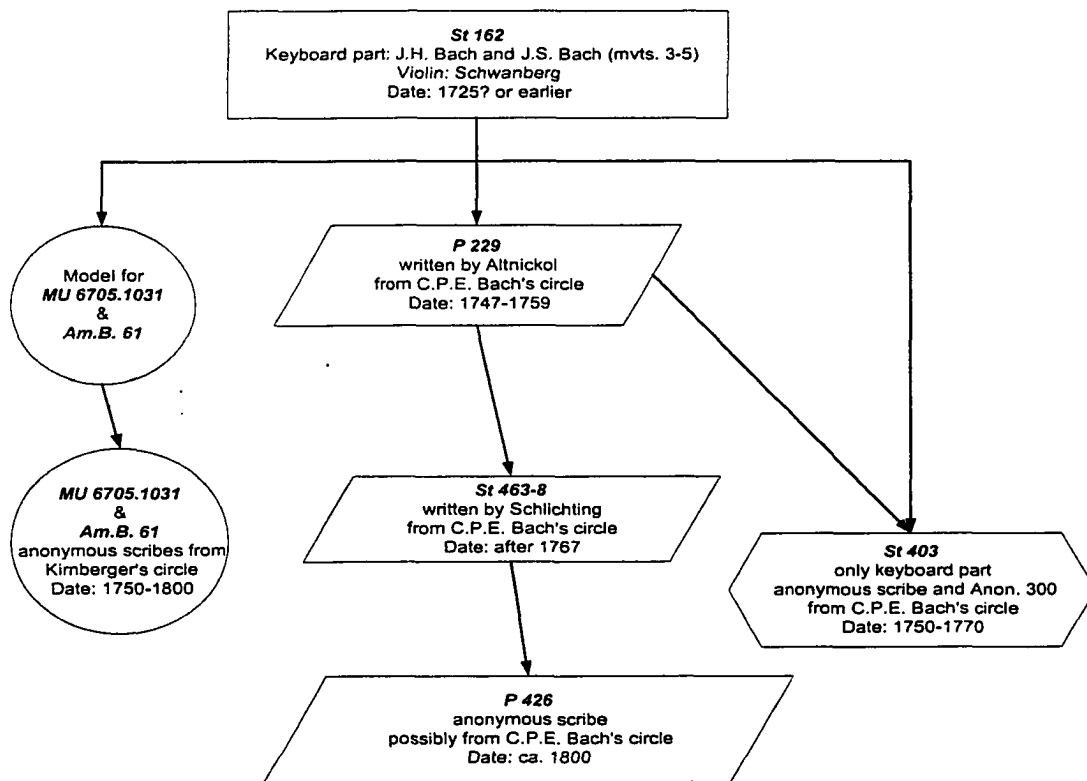 St 162
Keyboard part: J.H. Bach and J.S. Bach (mvts. 3-5)
Violin: Schwanberg
Date: 1725? or earlier
Model for
MU 6705.1031
&
Am.B. 61
P 229
written by Altnickol
from C.P.E. Bach's circle
Date: 1747-1759
MU 6705.1031
&
Am.B. 61
anonymous scribes from
Kirnberger's circle
Date: 1750-1800
St 463-8
written by Schlichting
from C.P.E. Bach's circle
Date: after 1767
St 403
only keyboard part
anonymous scribe and Anon. 300
from C.P.E. Bach's circle
Date: 1750-1770
P 426
anonymous scribe
possibly from C.P.E. Bach's circle
Date: ca. 1800